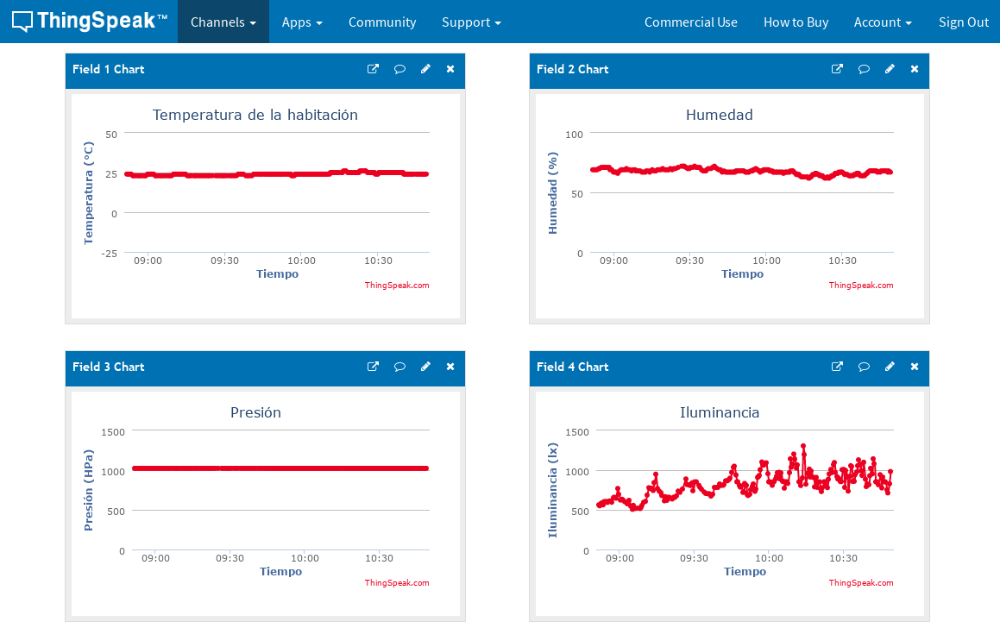 ThingSpeak™ Channels Apps Community Support Commercial Use How to Buy Account Sign Out
Field 1 Chart
Temperatura de la habitación
Temperatura (°C)
50
25
0
-25
09:00 09:30 10:00 10:30
Tiempo
ThingSpeak.com
Field 2 Chart
Humedad
Humedad (%)
100
50
0
09:00 09:30 10:00 10:30
Tiempo
ThingSpeak.com
Field 3 Chart
Presión
Presión (HPa)
1500
1000
500
0
09:00 09:30 10:00 10:30
Tiempo
ThingSpeak.com
Field 4 Chart
Iluminancia
Iluminancia (lx)
1500
1000
500
0
09:00 09:30 10:00 10:30
Tiempo
ThingSpeak.com